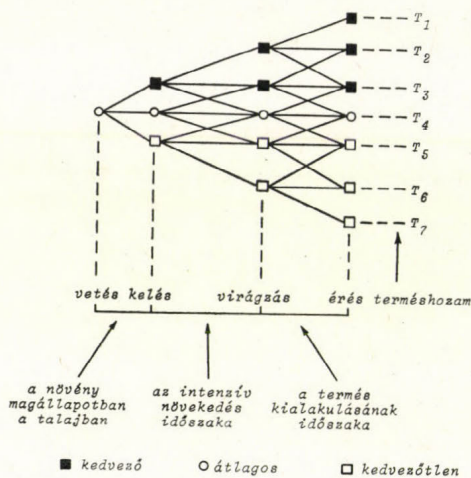 T1
T2
T3
T4
T5
T6
T7
vetés kelés virágzás érés terméshozam
a növény
magállapotban
a talajban
az intenzív
növekedés
időszaka
a termés
kialakulásának
időszaka
kedvező átlagos kedvezőtlen